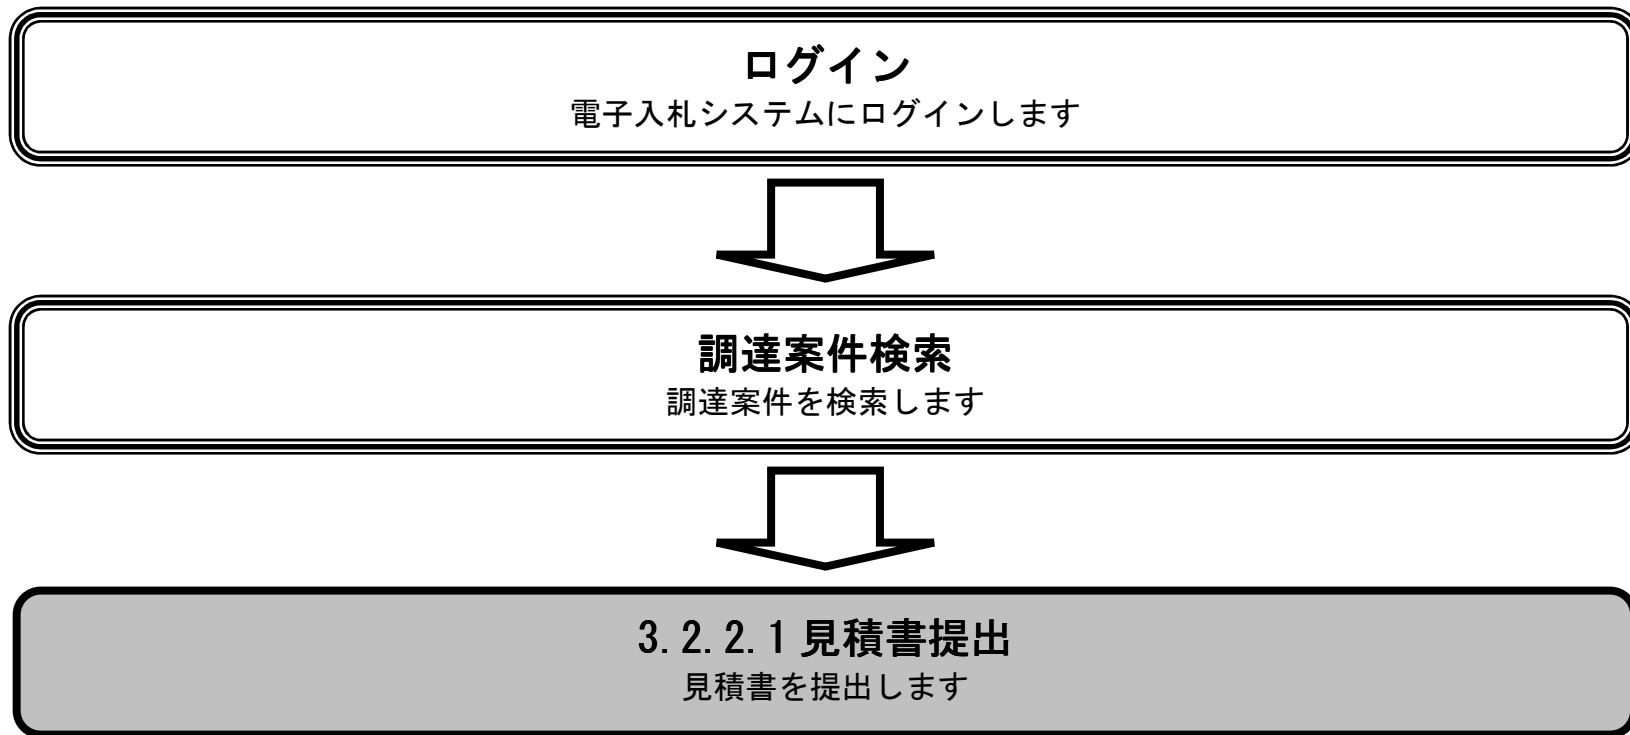 ログイン
電子入札システムにログインします
調達案件検索
調達案件を検索します
3.2.2.1 見積書提出
見積書を提出します